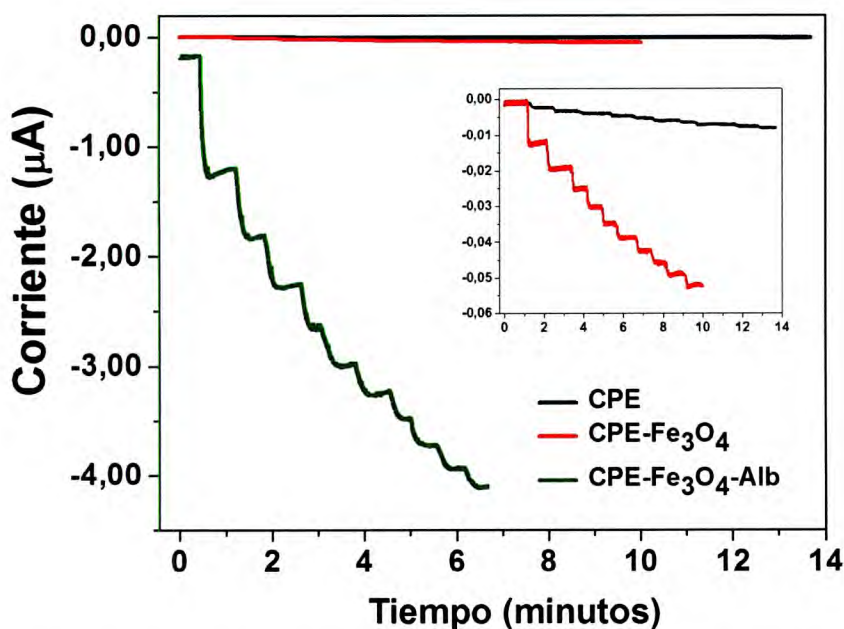 Corriente (µA)
0,00
-1,00
-2,00
-3,00
-4,00
0,00
-0,01
-0,02
-0,03
-0,04
-0,05
-0,06
0 2 4 6 8 10 12 14
CPE
CPE-Fe₃O₄
CPE-Fe₃O₄-Alb
0 2 4 6 8 10 12 14
Tiempo (minutos)